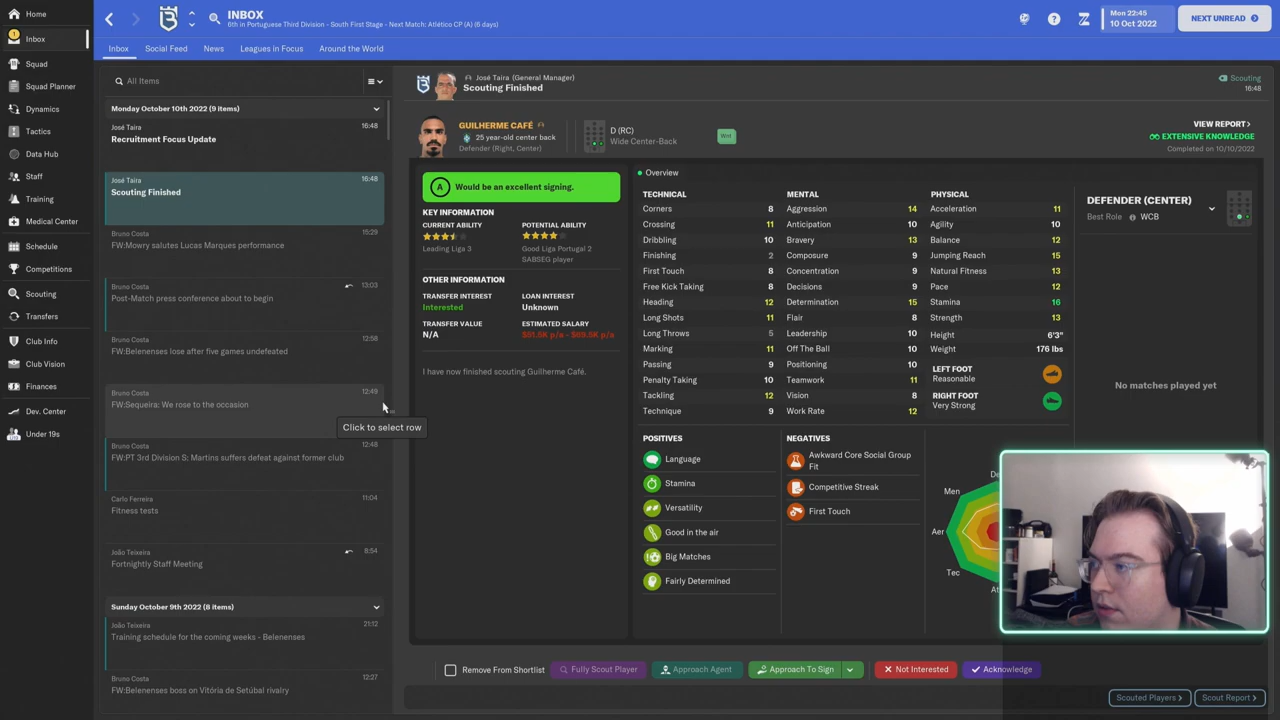 Home
Inbox
Squad
Squad Planner
Dynamics
Tactics
Data Hub
Staff
Training
Medical Center
Schedule
Competitions
Scouting
Transfers
Club Info
Club Vision
Finances
Dev. Center
Under 19s
INBOX
6th in Portuguese Third Division - South First Stage - Next Match: Atlético CP (A) (6 days)
Mon 22:45
10 Oct 2022
NEXT UNREAD
Inbox Social Feed News Leagues in Focus Around the World
All Items
Monday October 10th 2022 (9 items)
José Taira 16:48
Recruitment Focus Update
José Taira 16:48
Scouting Finished
Bruno Costa 15:29
FW:Mowry salutes Lucas Marques performance
Bruno Costa 13:03
Post-Match press conference about to begin
Bruno Costa 12:58
FW:Belenenses lose after five games undefeated
Bruno Costa 12:49
FW:Sequeira: We rose to the occasion
Click to select row
Bruno Costa 12:48
FW:PT 3rd Division S: Martins suffers defeat against former club
Carlo Ferreira 11:04
Fitness tests
João Teixeira 8:54
Fortnightly Staff Meeting
Sunday October 9th 2022 (8 items)
João Teixeira 21:12
Training schedule for the coming weeks - Belenenses
Bruno Costa 12:27
FW:Belenenses boss on Vitória de Setúbal rivalry
José Taira (General Manager)
Scouting Finished
Scouting
16:48
GUILHERME CAFÉ
25 year-old center back
Defender (Right, Center)
D (RC)
Wide Center-Back
Wnt
VIEW REPORT >
EXTENSIVE KNOWLEDGE
Completed on 10/10/2022
A Would be an excellent signing.
KEY INFORMATION
CURRENT ABILITY POTENTIAL ABILITY
Leading Liga 3 Good Liga Portugal 2
SABSEG player
OTHER INFORMATION
TRANSFER INTEREST LOAN INTEREST
Interested Unknown
TRANSFER VALUE ESTIMATED SALARY
N/A $51.5K p/a - $69.5K p/a
I have now finished scouting Guilherme Café.
Overview
TECHNICAL MENTAL PHYSICAL
Corners 8 Aggression 14 Acceleration 11
Crossing 11 Anticipation 10 Agility 10
Dribbling 10 Bravery 13 Balance 12
Finishing 2 Composure 9 Jumping Reach 15
First Touch 8 Concentration 9 Natural Fitness 13
Free Kick Taking 8 Decisions 9 Pace 12
Heading 12 Determination 15 Stamina 16
Long Shots 11 Flair 8 Strength 13
Long Throws 5 Leadership 10 Height 6'3"
Marking 11 Off The Ball 10 Weight 176 lbs
Passing 9 Positioning 10
Penalty Taking 10 Teamwork 11
Tackling 12 Vision 8
Technique 9 Work Rate 12
LEFT FOOT
Reasonable
RIGHT FOOT
Very Strong
POSITIVES
Language
Stamina
Versatility
Good in the air
Big Matches
Fairly Determined
NEGATIVES
Awkward Core Social Group
Fit
Competitive Streak
First Touch
Men
Aer
Tec
De
At
DEFENDER (CENTER)
Best Role WCB
No matches played yet
Remove From Shortlist Fully Scout Player Approach Agent Approach To Sign Not Interested Acknowledge
Scouted Players > Scout Report >